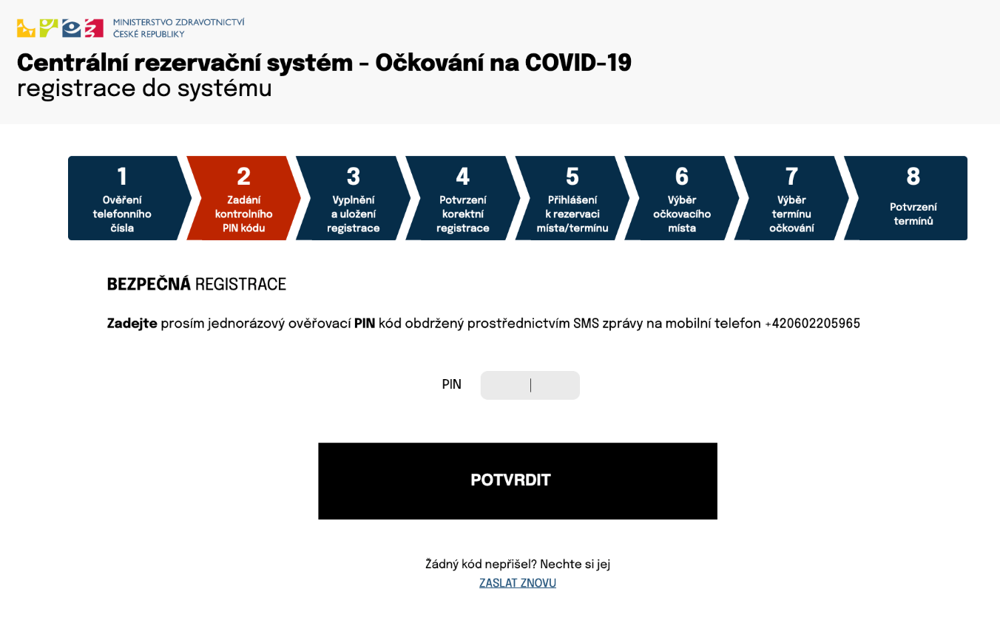 MINISTERSTVO ZDRAVOTNICTVÍ
ČESKÉ REPUBLIKY
Centrální rezervační systém - Očkování na COVID-19
registrace do systému
1
Ověření
telefonního
čísla
2
Zadání
kontrolního
PIN kódu
3
Vyplnění
a uložení
registrace
4
Potvrzení
korektní
registrace
5
Přihlášení
k rezervaci
místa/termínu
6
Výběr
očkovacího
místa
7
Výběr
termínu
očkování
8
Potvrzení
termínů
BEZPEČNÁ REGISTRACE
Zadejte prosím jednorázový ověřovací PIN kód obdržený prostřednictvím SMS zprávy na mobilní telefon +420602205965
PIN
POTVRDIT
Žádný kód nepřišel? Nechte si jej
ZASLAT ZNOVU